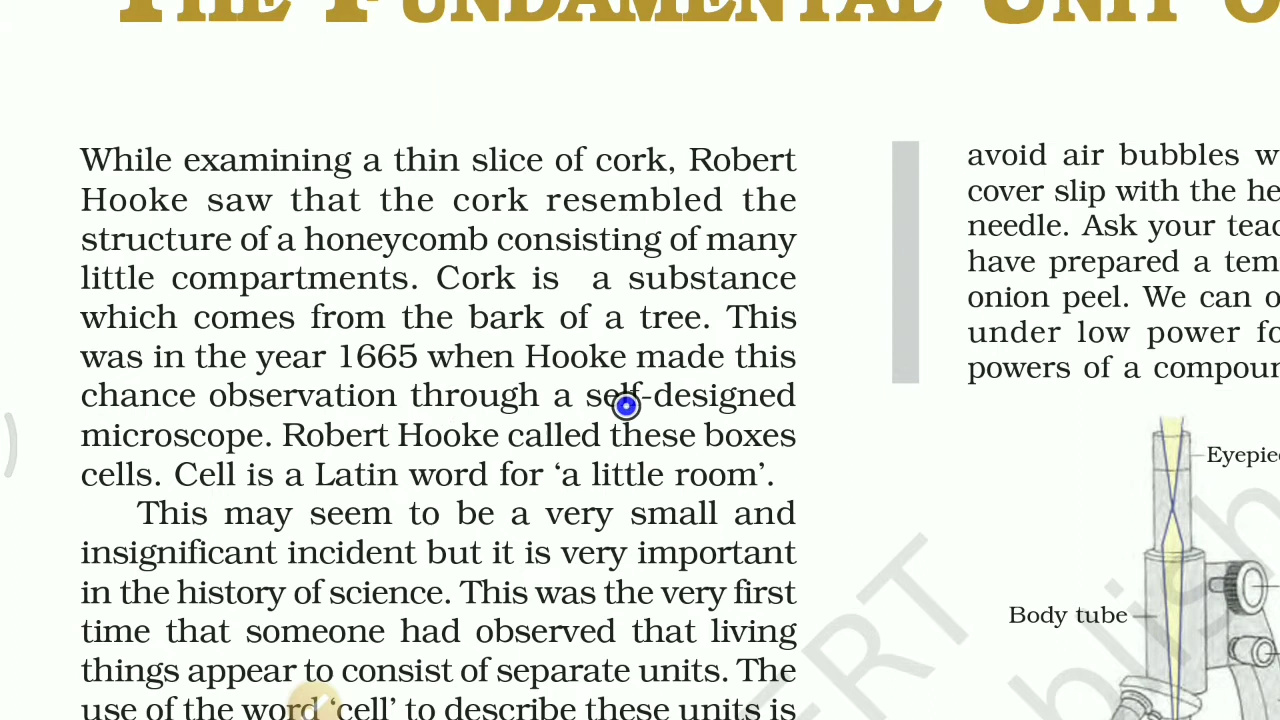 THE FUNDAMENTAL UNIT O
While examining a thin slice of cork, Robert
Hooke saw that the cork resembled the
structure of a honeycomb consisting of many
little compartments. Cork is a substance
which comes from the bark of a tree. This
was in the year 1665 when Hooke made this
chance observation through a self-designed
microscope. Robert Hooke called these boxes
cells. Cell is a Latin word for ‘a little room’.
This may seem to be a very small and
insignificant incident but it is very important
in the history of science. This was the very first
time that someone had observed that living
things appear to consist of separate units. The
use of the word ‘cell’ to describe these units is
avoid air bubbles
cover slip with the
needle. Ask your
have prepared a
onion peel. We can
under low power
powers of a
Body tube